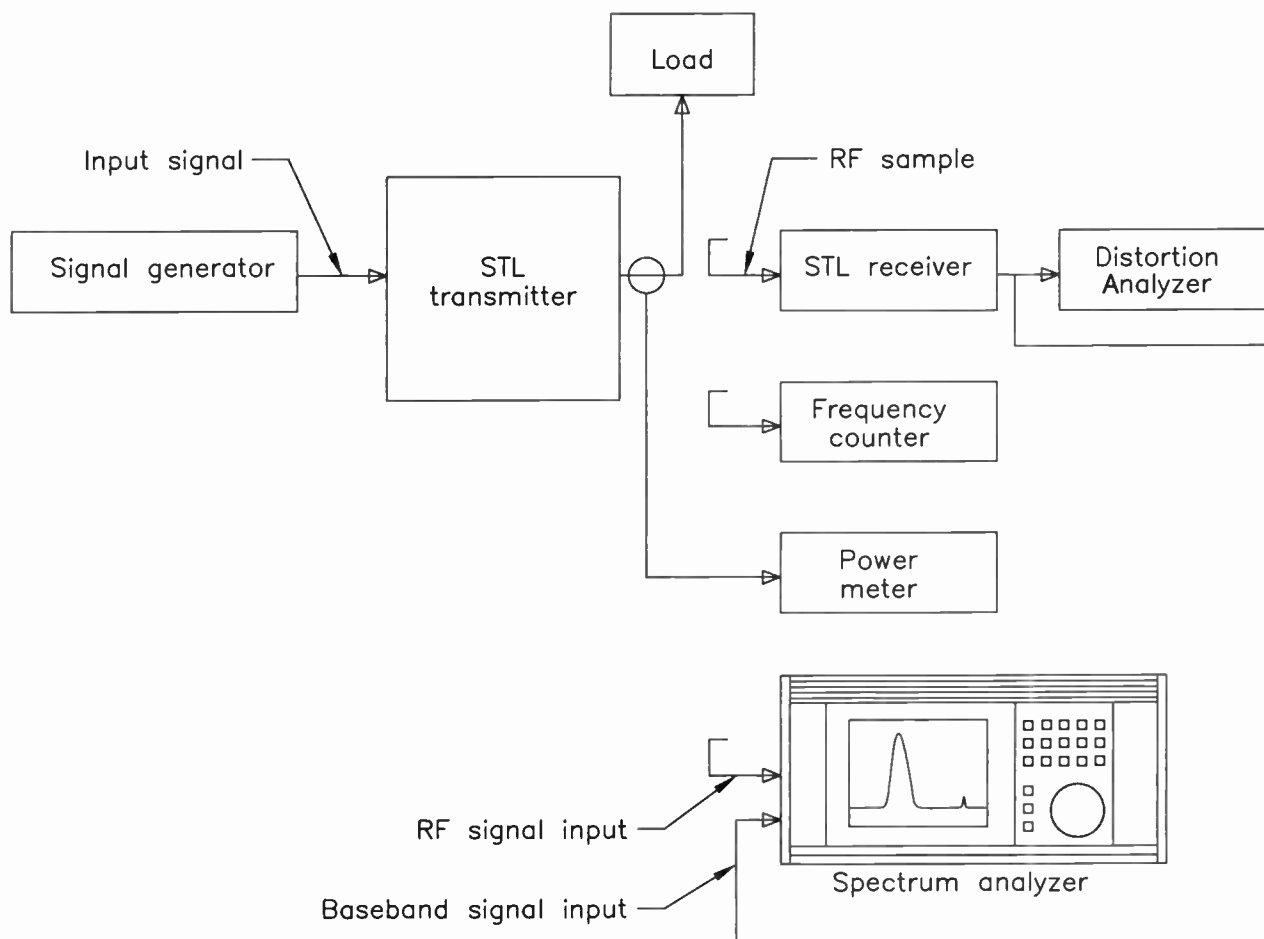 Load
Input signal
RF sample
Signal generator
STL
transmitter
STL receiver
Distortion
Analyzer
Frequency
counter
Power
meter
RF signal input
Spectrum analyzer
Baseband signal input